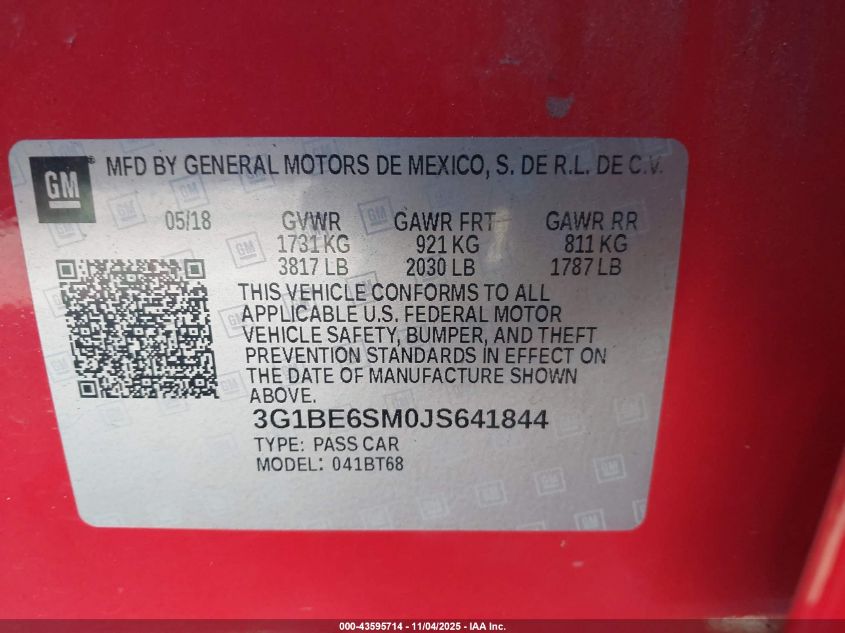 GM ® MFD BY GENERAL MOTORS DE MEXICO, S. DE R.L. DE C.V.
05/18 GVWR GAWR FRT GAWR RR
1731 KG 921 KG 811 KG
3817 LB 2030 LB 1787 LB
THIS VEHICLE CONFORMS TO ALL
APPLICABLE U.S. FEDERAL MOTOR
VEHICLE SAFETY, BUMPER, AND THEFT
PREVENTION STANDARDS IN EFFECT ON
THE DATE OF MANUFACTURE SHOWN
ABOVE.
3G1BE6SM0JS641844
TYPE: PASS CAR
MODEL: 041BT68
000-43595714 - 11/04/2025 - IAA Inc.